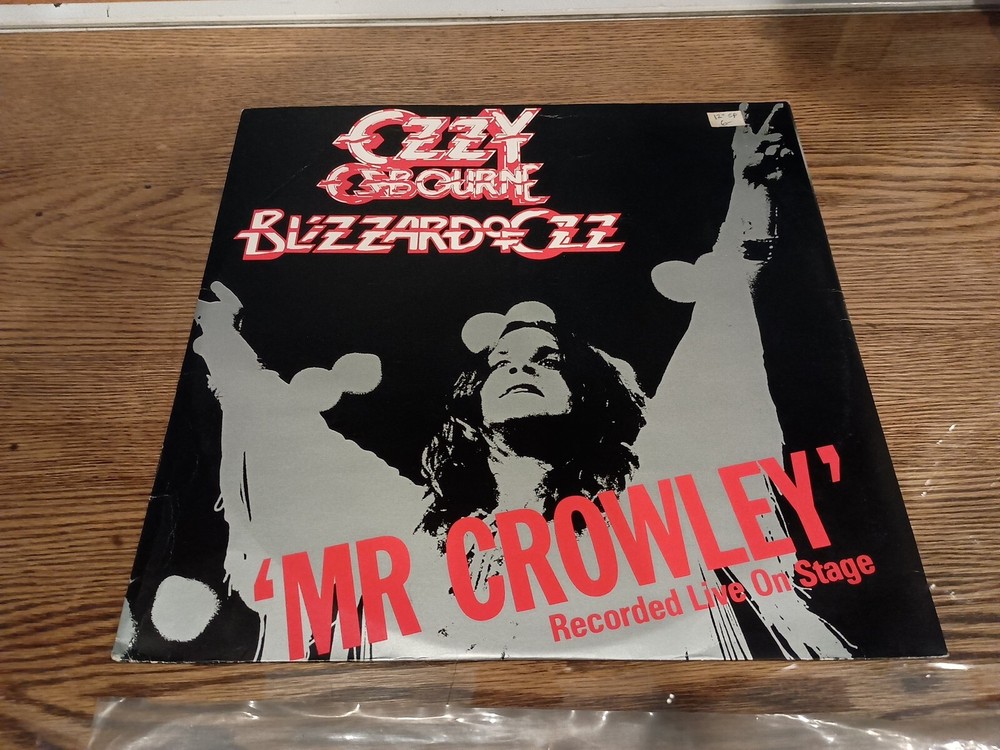 OZZY
OSBOURNE
BLIZZARD OF OZZ
'MR CROWLEY'
Recorded Live On Stage